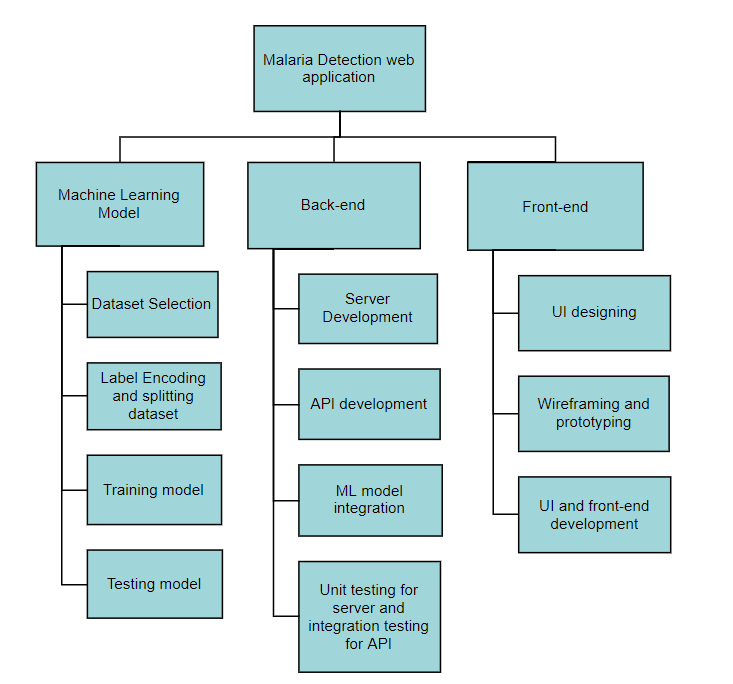 Malaria Detection web
application
Machine Learning
Model
Back-end
Front-end
Dataset Selection
Label Encoding
and splitting
dataset
Training model
Testing model
Server
Development
API development
ML model
integration
Unit testing for
server and
integration testing
for API
UI designing
Wireframing and
prototyping
UI and front-end
development